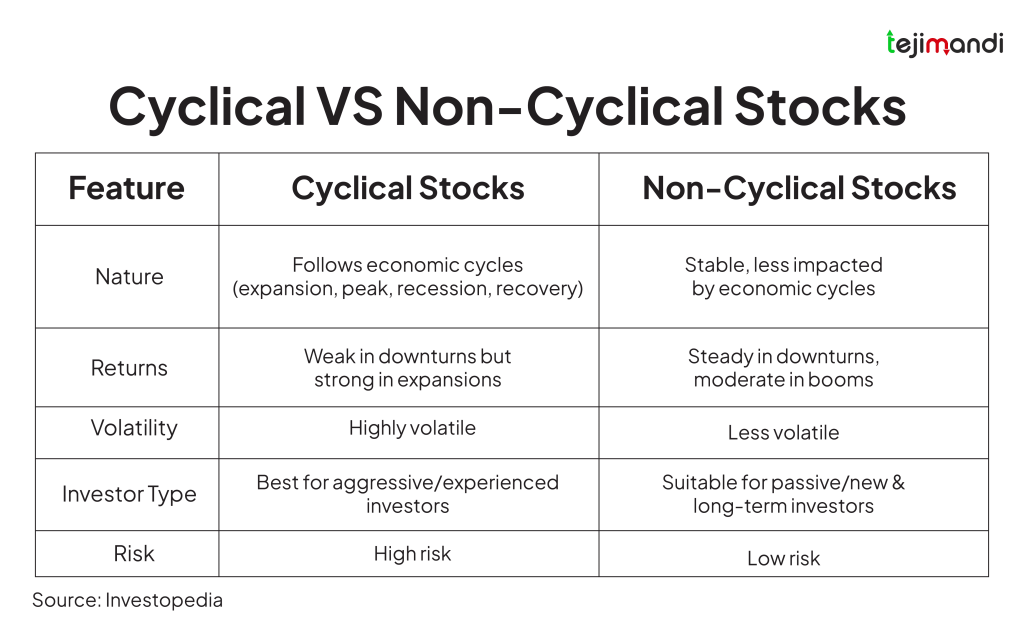 tejimandi
Cyclical VS Non-Cyclical Stocks
Feature
Cyclical Stocks
Non-Cyclical Stocks
Nature
Follows economic cycles
(expansion, peak, recession, recovery)
Stable, less impacted
by economic cycles
Returns
Weak in downturns but
strong in expansions
Steady in downturns,
moderate in booms
Volatility
Highly volatile
Less volatile
Investor Type
Best for aggressive/experienced
investors
Suitable for passive/new &
long-term investors
Risk
High risk
Low risk
Source: Investopedia